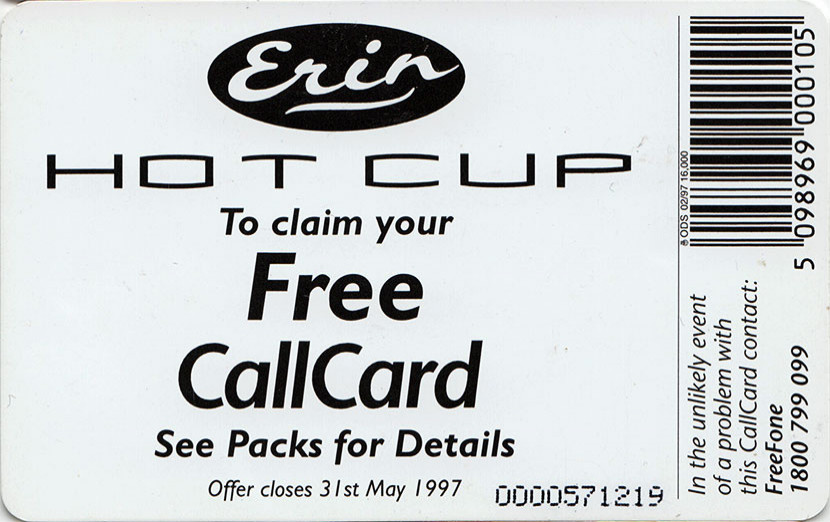 Erin
HOT CUP
To claim your
Free
CallCard
See Packs for Details
Offer closes 31st May 1997
0000571219
ODS 02/97 16,000
5 098969 000105
In the unlikely event
of a problem with
this CallCard contact:
FreeFone
1800 799 099